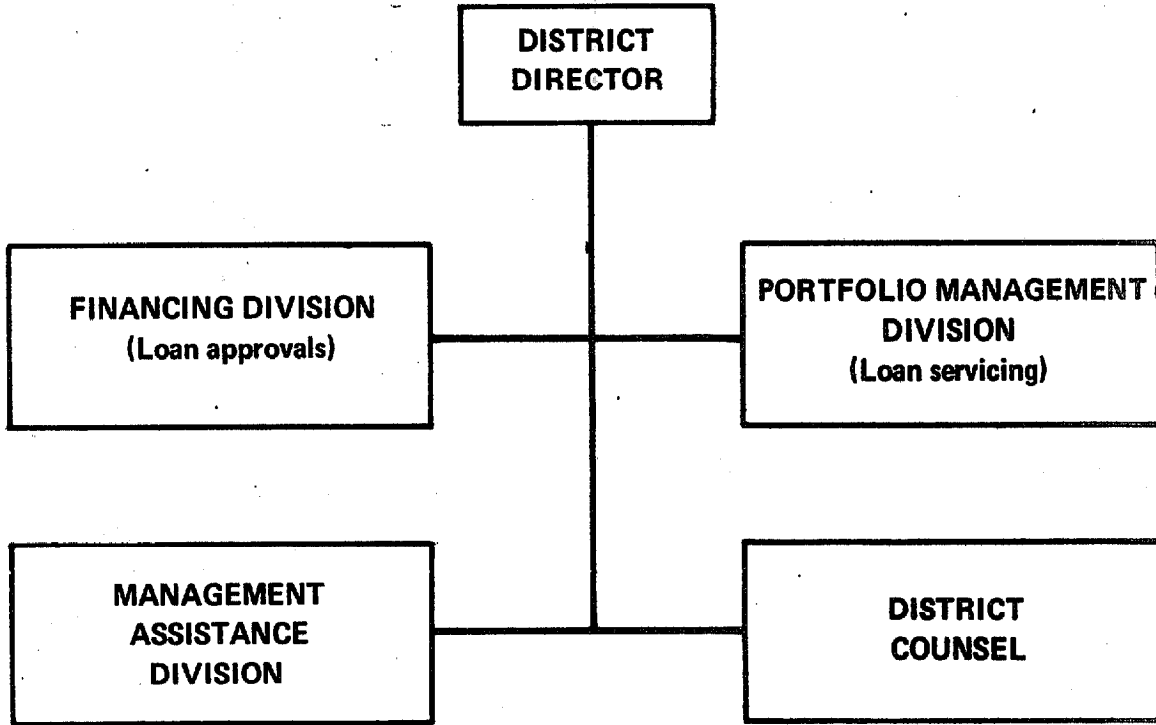 DISTRICT
DIRECTOR
FINANCING DIVISION
(Loan approvals)
PORTFOLIO MANAGEMENT
DIVISION
(Loan servicing)
MANAGEMENT
ASSISTANCE
DIVISION
DISTRICT
COUNSEL